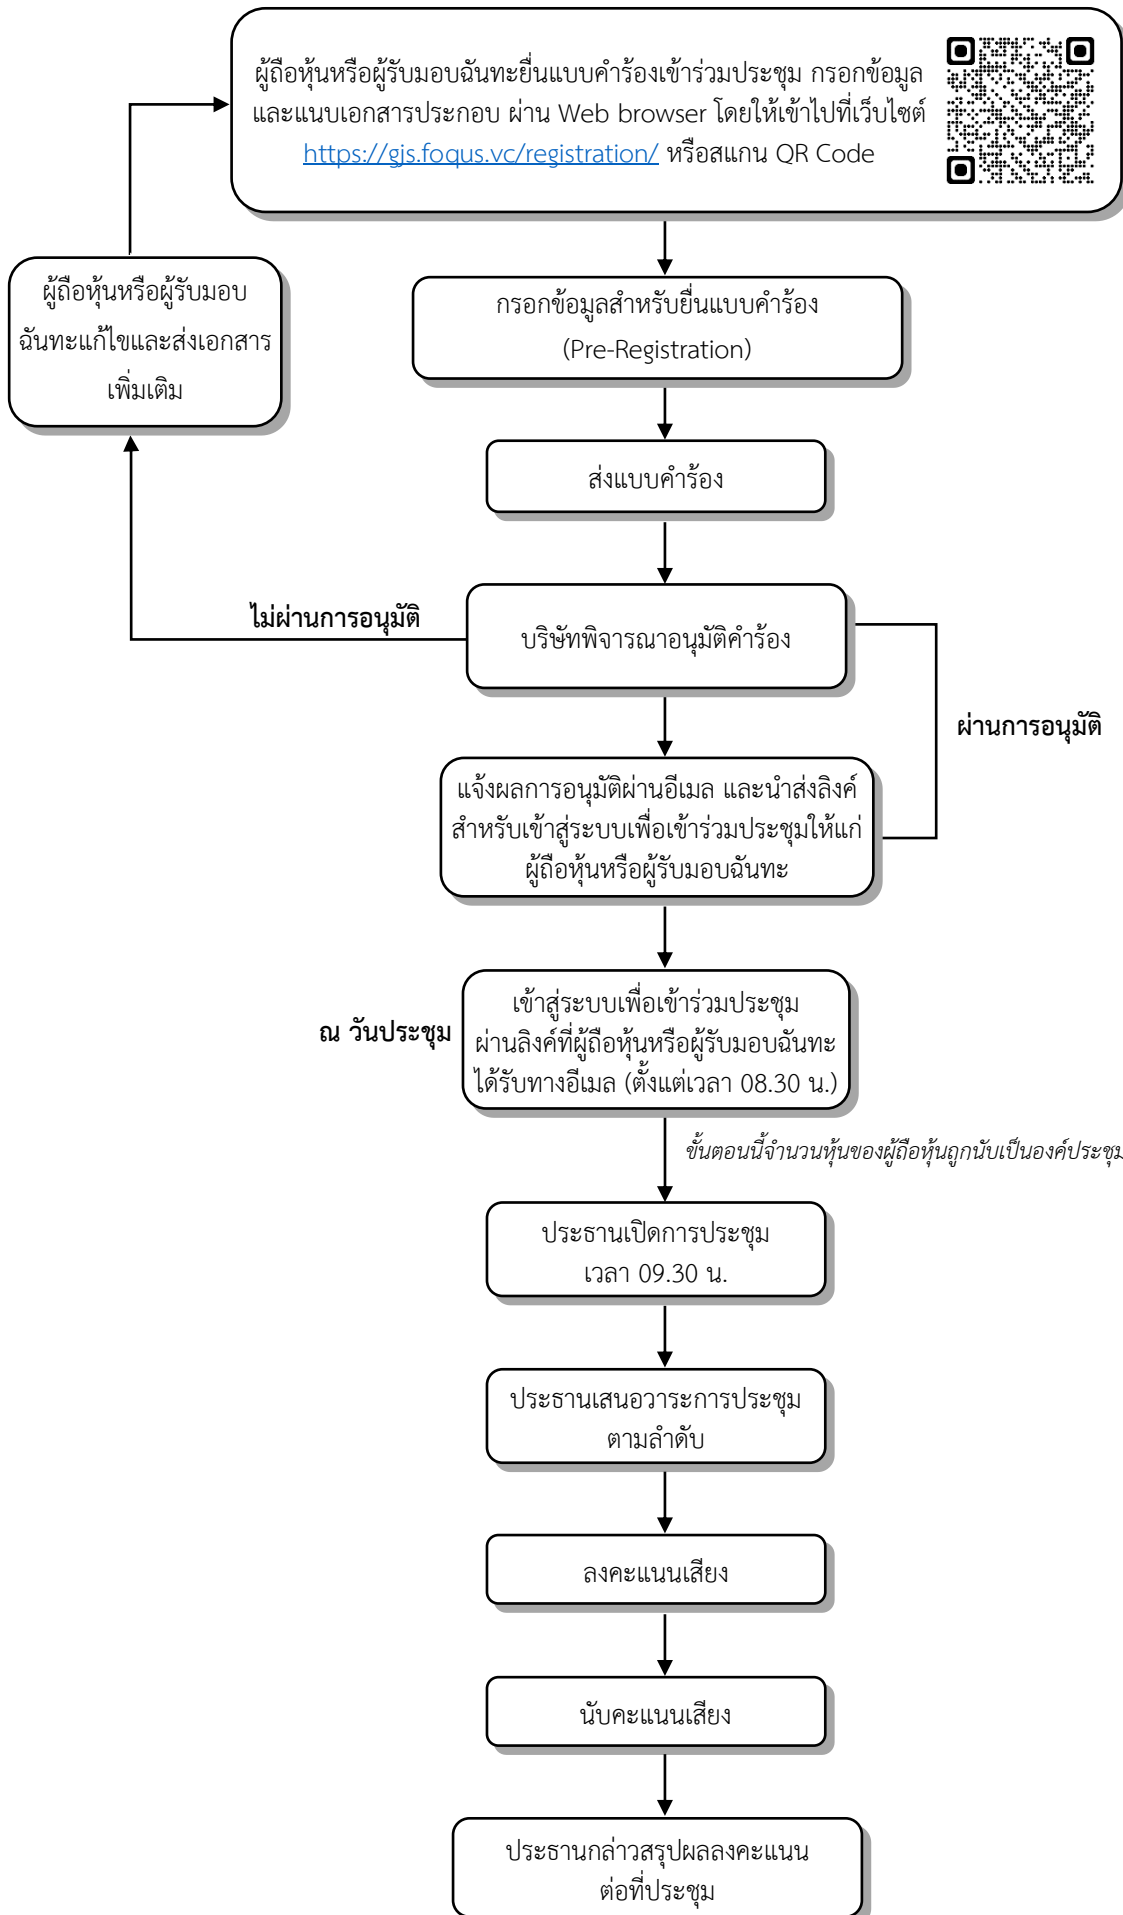 ผู้ถือหุ้นหรือผู้รับมอบฉันทะยื่นแบบคำร้องเข้าร่วมประชุม กรอกข้อมูล
และแนบเอกสารประกอบ ผ่าน Web browser โดยให้เข้าไปที่เว็บไซต์
https://gjs.foqus.vc/registration/ หรือสแกน QR Code
ผู้ถือหุ้นหรือผู้รับมอบ
ฉันทะแก้ไขและส่งเอกสาร
เพิ่มเติม
กรอกข้อมูลสำหรับยื่นแบบคำร้อง
(Pre-Registration)
ส่งแบบคำร้อง
ไม่ผ่านการอนุมัติ
บริษัทพิจารณาอนุมัติคำร้อง
ผ่านการอนุมัติ
แจ้งผลการอนุมัติผ่านอีเมล และนำส่งลิงค์
สำหรับเข้าสู่ระบบเพื่อเข้าร่วมประชุมให้แก่
ผู้ถือหุ้นหรือผู้รับมอบฉันทะ
ณ วันประชุม
เข้าสู่ระบบเพื่อเข้าร่วมประชุม
ผ่านลิงค์ที่ผู้ถือหุ้นหรือผู้รับมอบฉันทะ
ได้รับทางอีเมล (ตั้งแต่เวลา 08.30 น.)
ขั้นตอนนี้จำนวนหุ้นของผู้ถือหุ้นถูกนับเป็นองค์ประชุม
ประธานเปิดการประชุม
เวลา 09.30 น.
ประธานเสนอวาระการประชุม
ตามลำดับ
ลงคะแนนเสียง
นับคะแนนเสียง
ประธานกล่าวสรุปผลลงคะแนน
ต่อที่ประชุม